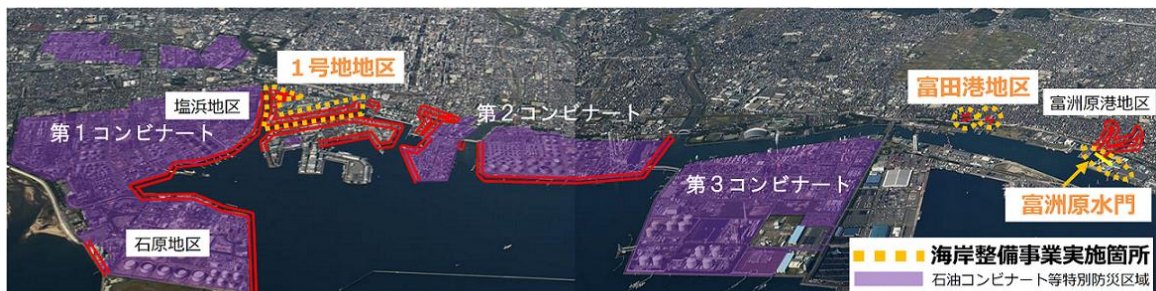 1号地地区
塩浜地区
第1コンビナート
石原地区
第2コンビナート
第3コンビナート
富田港地区
富洲原港地区
富洲原水門
海岸整備事業実施箇所
石油コンビナート等特別防災区域